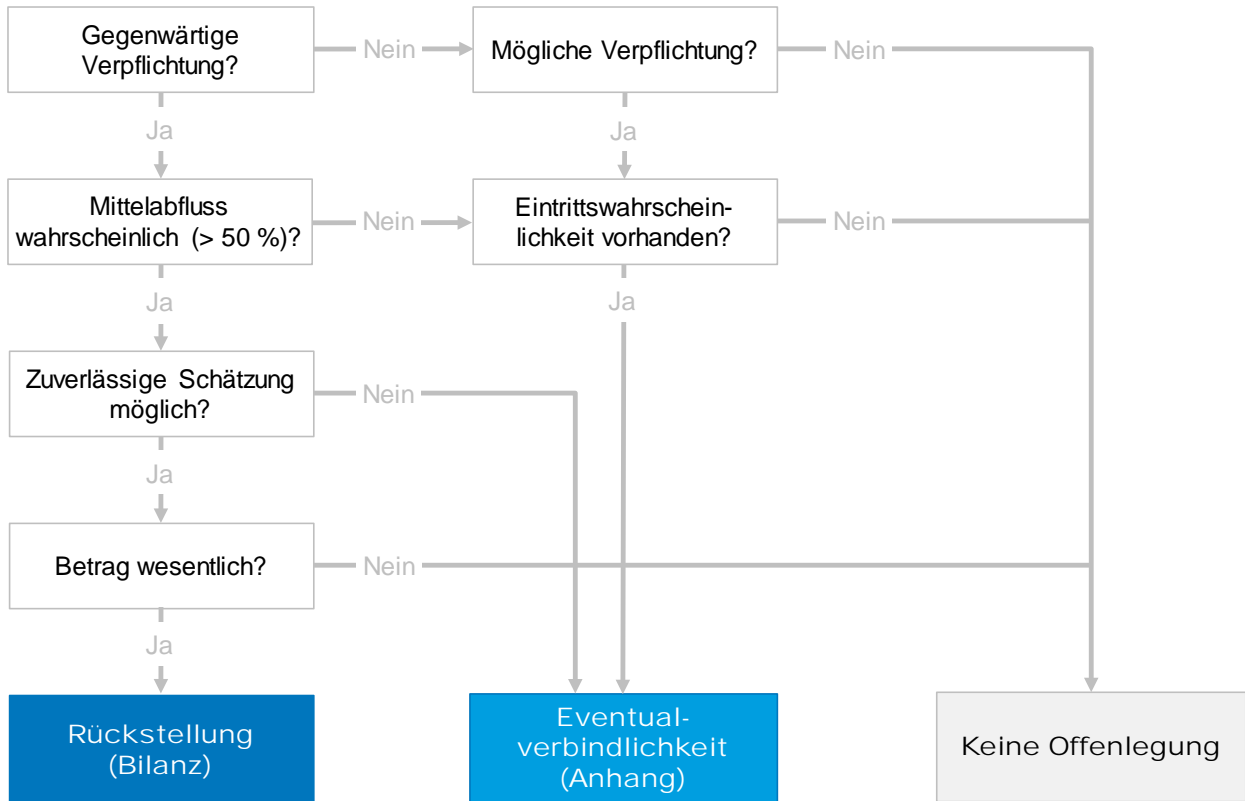 Gegenwärtige
Verpflichtung?
Nein
Mögliche Verpflichtung?
Nein
Ja
Ja
Mittelabfluss
wahrscheinlich (> 50 %)?
Nein
Eintrittswahrschein-
lichkeit vorhanden?
Nein
Ja
Ja
Zuverlässige Schätzung
möglich?
Nein
Ja
Betrag wesentlich?
Nein
Ja
Rückstellung
(Bilanz)
Eventual-
verbindlichkeit
(Anhang)
Keine Offenlegung